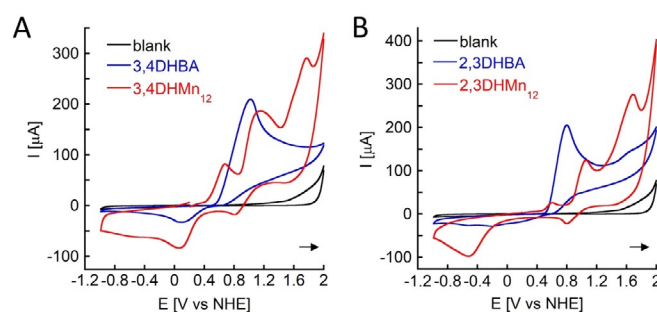 A
I [µA]
300
200
100
0
-100
blank
3,4DHBA
3,4DHMn12
-1.2 -0.8 -0.4 0 0.4 0.8 1.2 1.6 2
E [V vs NHE]
B
I [µA]
400
300
200
100
0
-100
blank
2,3DHBA
2,3DHMn12
-1.2 -0.8 -0.4 0 0.4 0.8 1.2 1.6 2
E [V vs NHE]